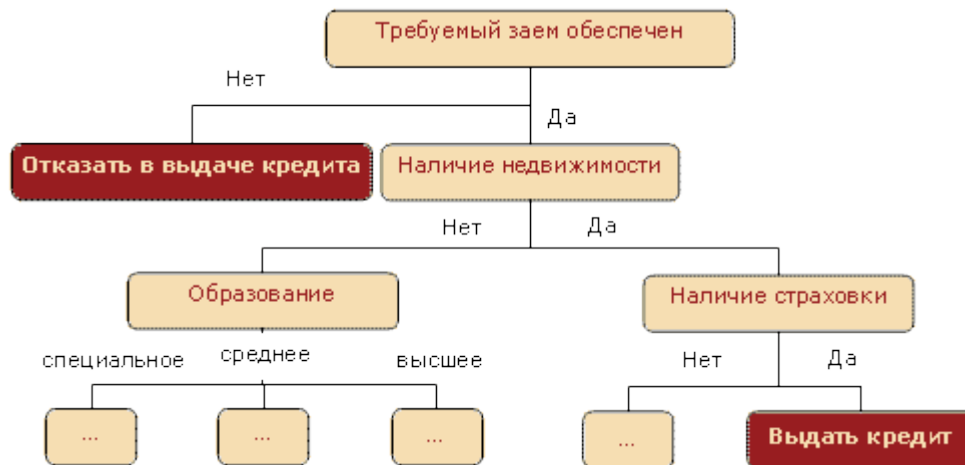 Требуемый заем обеспечен
Нет
Да
Отказать в выдаче кредита
Наличие недвижимости
Нет
Да
Образование
Наличие страховки
специальное
среднее
высшее
Нет
Да
...
...
...
...
Выдать кредит